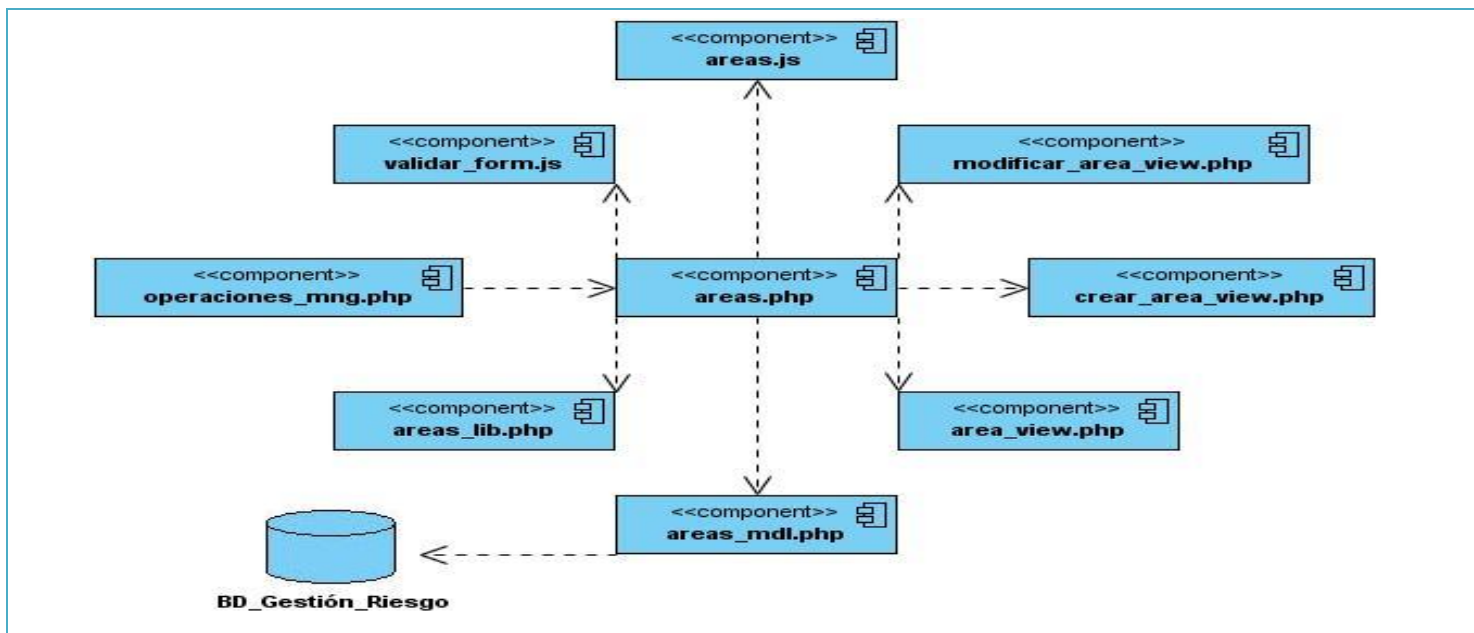 <<component>>
areas.js
<<component>>
validar_form.js
<<component>>
modificar_area_view.php
<<component>>
operaciones_mng.php
<<component>>
areas.php
<<component>>
crear_area_view.php
<<component>>
areas_lib.php
<<component>>
area_view.php
<<component>>
areas_mdl.php
BD_Gestión_Riesgo